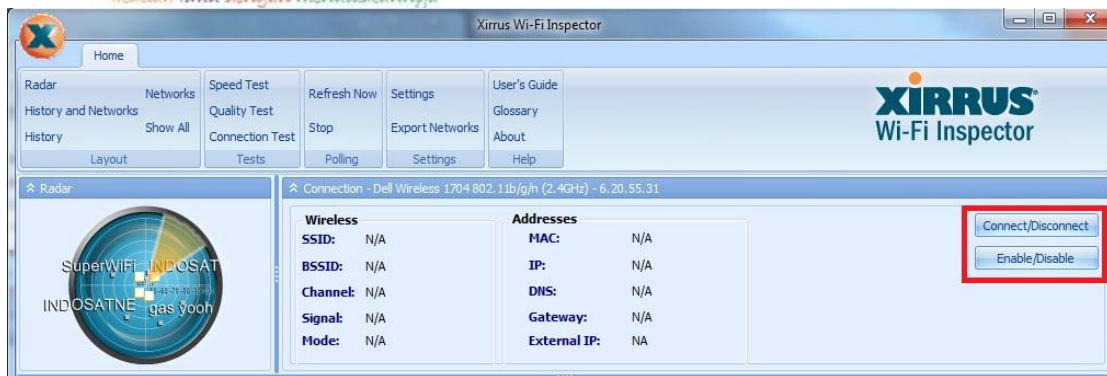 Xirrus Wi-Fi Inspector
Home
Radar
History and Networks
History
Networks
Show All
Layout
Speed Test
Quality Test
Connection Test
Tests
Refresh Now
Stop
Polling
Settings
Export Networks
Settings
User's Guide
Glossary
About
Help
XIRRUS
Wi-Fi Inspector
Radar
SuperWiFi INDOSAT
INDOSATNE gas yooh
Connection - Dell Wireless 1704 802.11b/g/n (2.4GHz) - 6.20.55.31
Wireless
SSID: N/A
BSSID: N/A
Channel: N/A
Signal: N/A
Mode: N/A
Addresses
MAC: N/A
IP: N/A
DNS: N/A
Gateway: N/A
External IP: NA
Connect/Disconnect
Enable/Disable